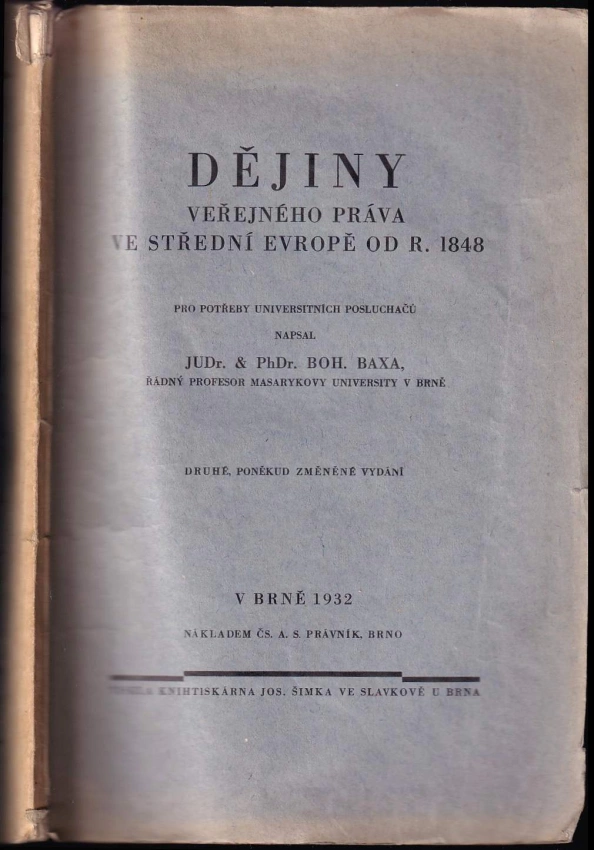 DĚJINY
VEŘEJNÉHO PRÁVA
VE STŘEDNÍ EVROPĚ OD R. 1848
PRO POTŘEBY UNIVERSITNÍCH POSLUCHAČŮ
NAPSAL
JUDr. & PhDr. BOH. BAXA,
ŘÁDNÝ PROFESOR MASARYKOVY UNIVERSITY V BRNĚ
DRUHÉ, PONĚKUD ZMĚNĚNÉ VYDÁNÍ
V BRNĚ 1932
NÁKLADEM ČS. A. S. PRÁVNÍK, BRNO
KNIHTISKÁRNA JOS. ŠIMKA VE SLAVKOVĚ U BRNA